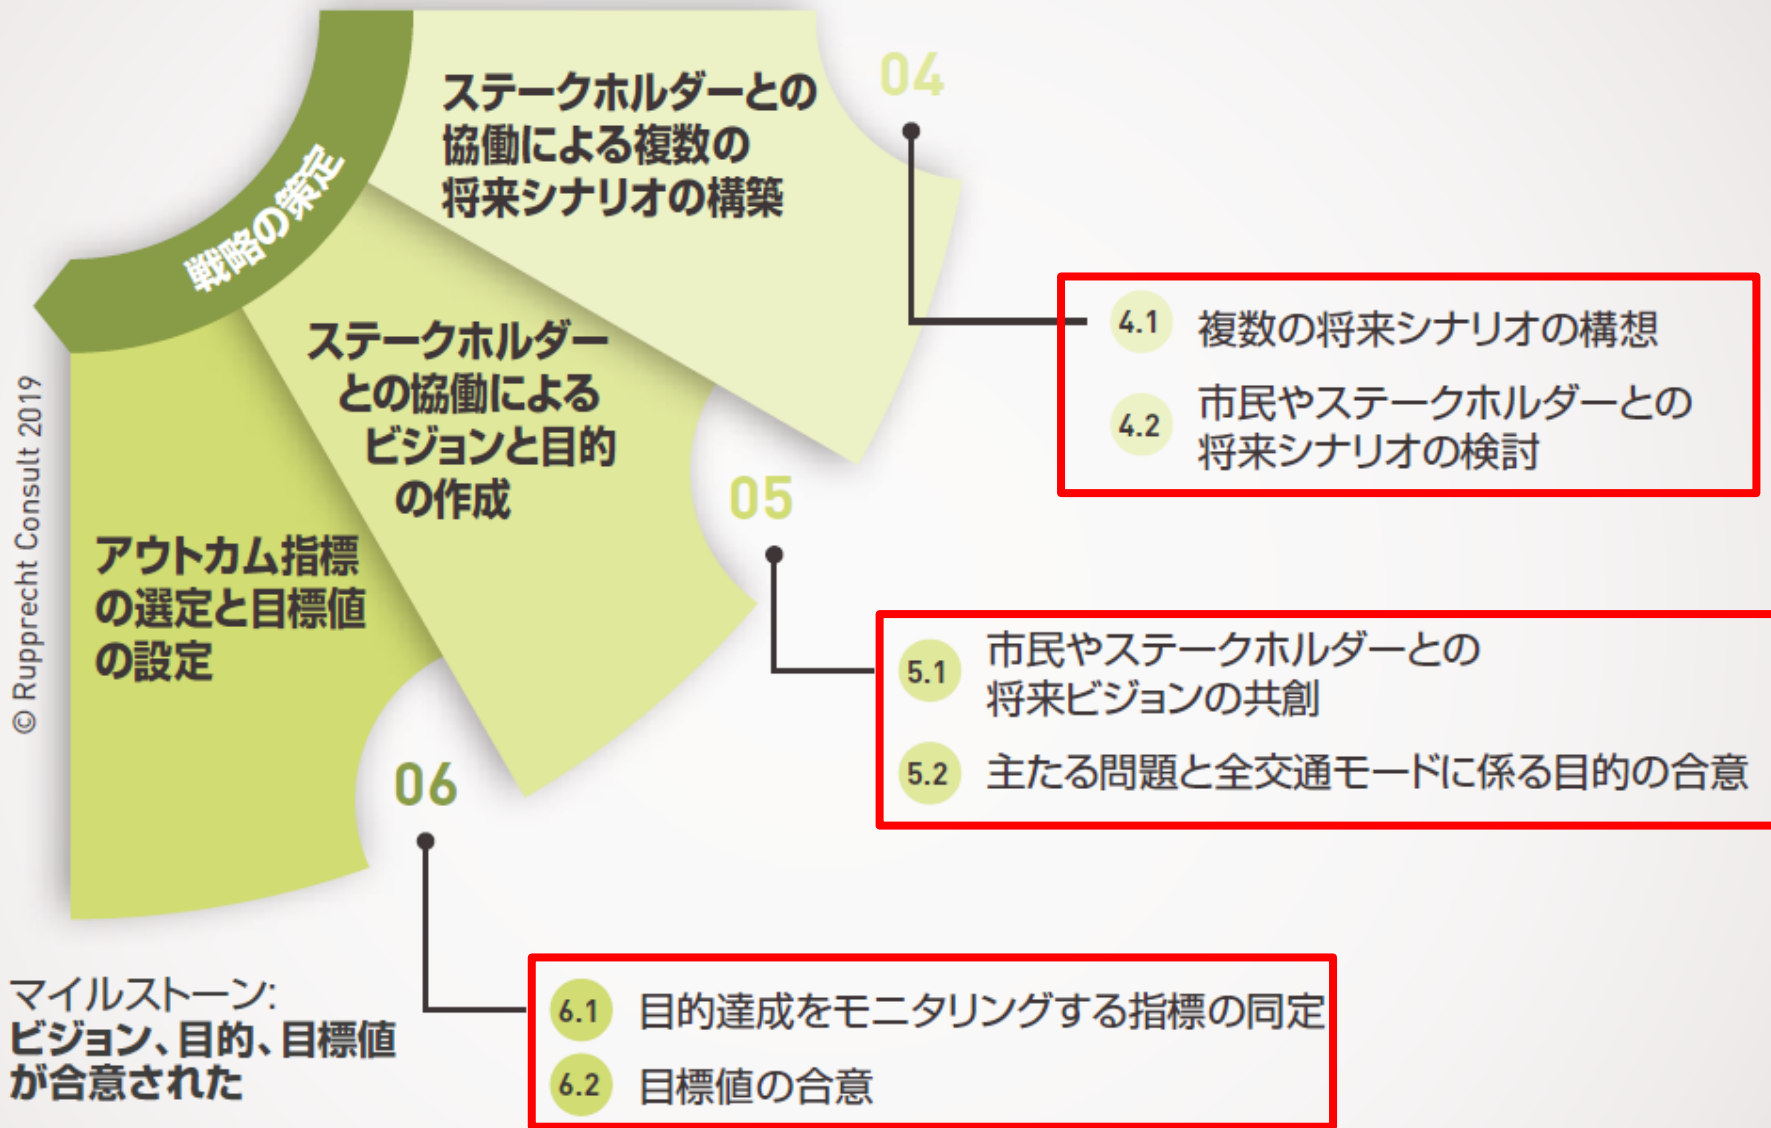 ステークホルダーとの
協働による複数の
将来シナリオの構築
04
戦略の策定
4.1 複数の将来シナリオの構想
4.2 市民やステークホルダーとの
将来シナリオの検討
ステークホルダー
との協働による
ビジョンと目的
の作成
05
5.1 市民やステークホルダーとの
将来ビジョンの共創
5.2 主たる問題と全交通モードに係る目的の合意
アウトカム指標
の選定と目標値
の設定
06
6.1 目的達成をモニタリングする指標の同定
6.2 目標値の合意
マイルストーン:
ビジョン、目的、目標値
が合意された
© Rupprecht Consult 2019